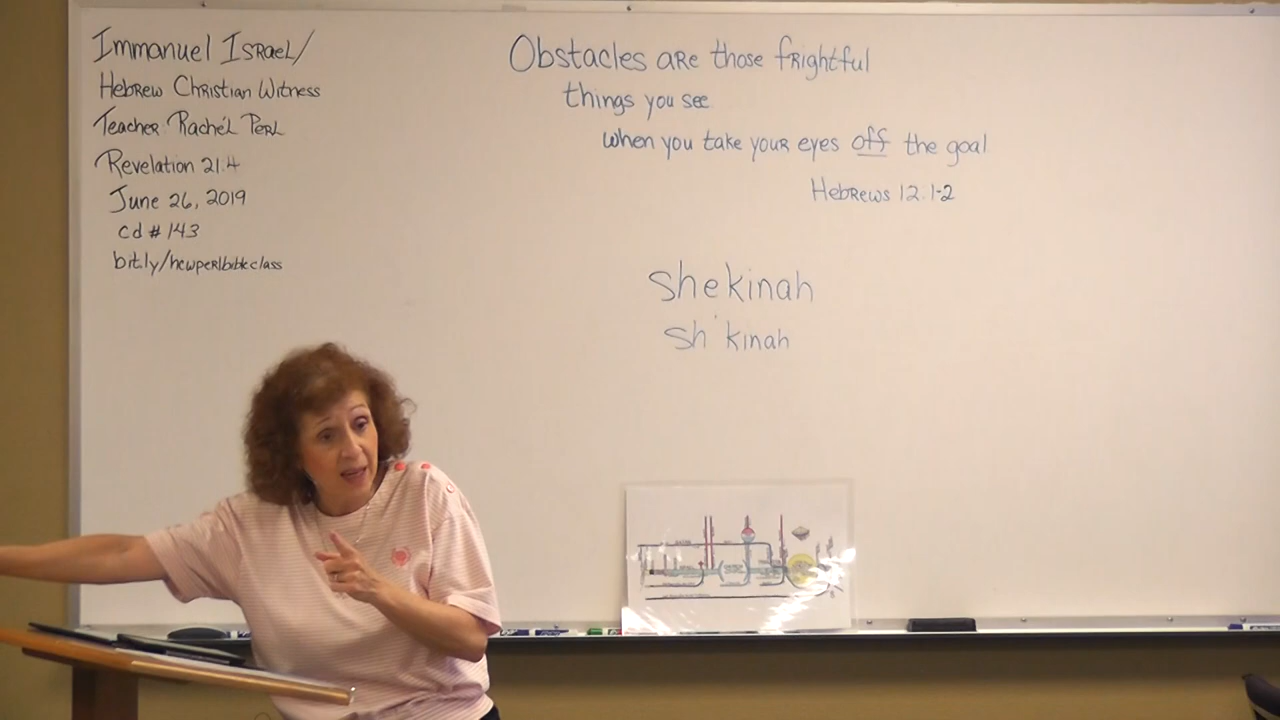 Immanuel Israel/
Hebrew Christian Witness
Teacher: Rachél Perl
Revelation 21.4
June 26, 2019
cd # 143
bit.ly/newperlbibleclass
Obstacles are those frightful
things you see
when you take your eyes off the goal
Hebrews 12.1-2
shekinah
sh'kinah